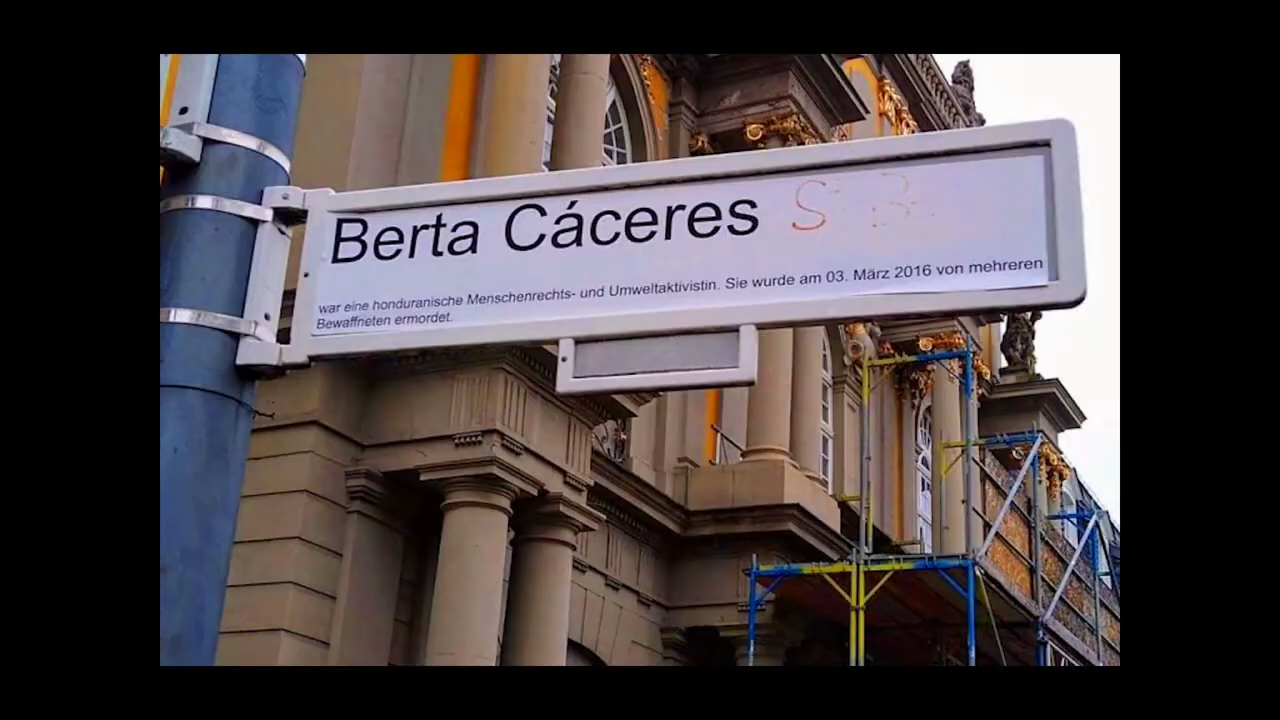 Berta Cáceres S B
war eine honduranische Menschenrechts- und Umweltaktivistin. Sie wurde am 03. März 2016 von mehreren
Bewaffneten ermordet.